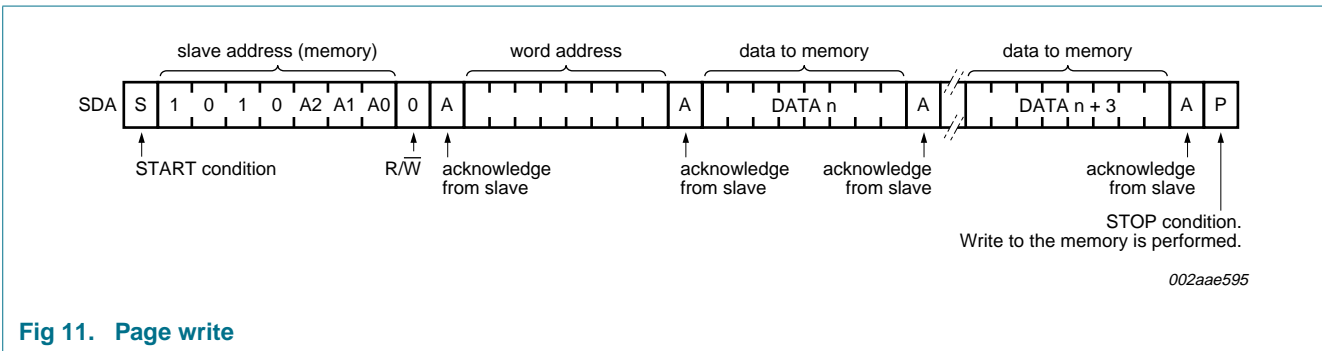 slave address (memory) word address data to memory data to memory
SDA S 1 0 1 0 A2 A1 A0 0 A A DATA n A DATA n + 3 A P
START condition R/W̅ acknowledge from slave acknowledge from slave acknowledge from slave acknowledge from slave
STOP condition.
Write to the memory is performed.
002aae595
Fig 11. Page write